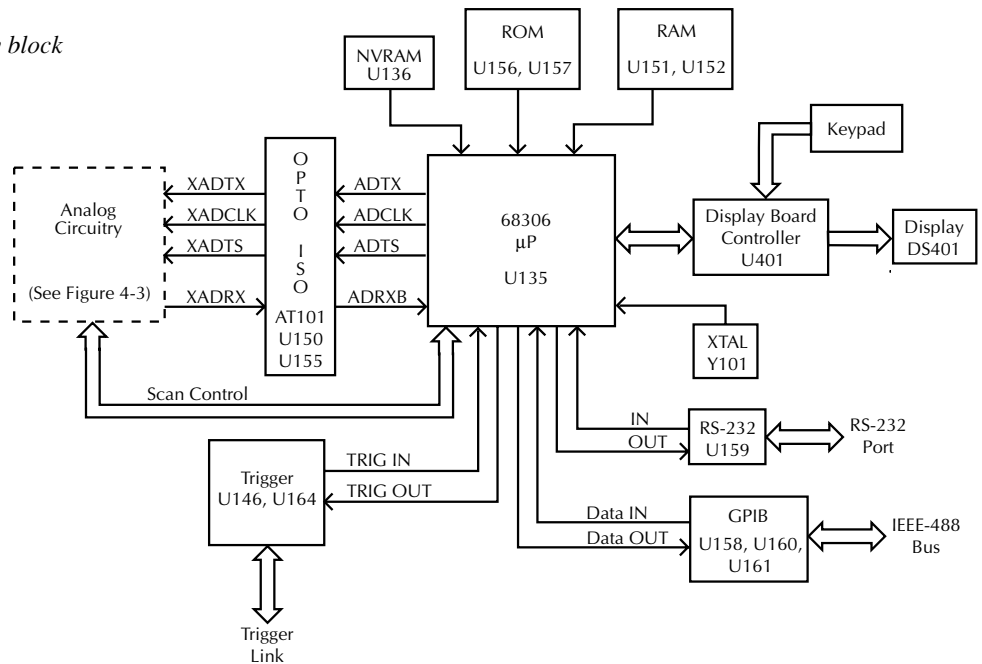 block
NVRAM
U136
ROM
U156, U157
RAM
U151, U152
Keypad
Analog
Circuitry
(See Figure 4-3)
XADTX
XADCLK
XADTS
XADRX
OPTO ISO
AT101
U150
U155
ADTX
ADCLK
ADTS
ADRXB
68306
µP
U135
Display Board
Controller
U401
Display
DS401
XTAL
Y101
Scan Control
IN
OUT
RS-232
U159
RS-232
Port
Trigger
U146, U164
TRIG IN
TRIG OUT
Data IN
Data OUT
GPIB
U158, U160,
U161
IEEE-488
Bus
Trigger
Link